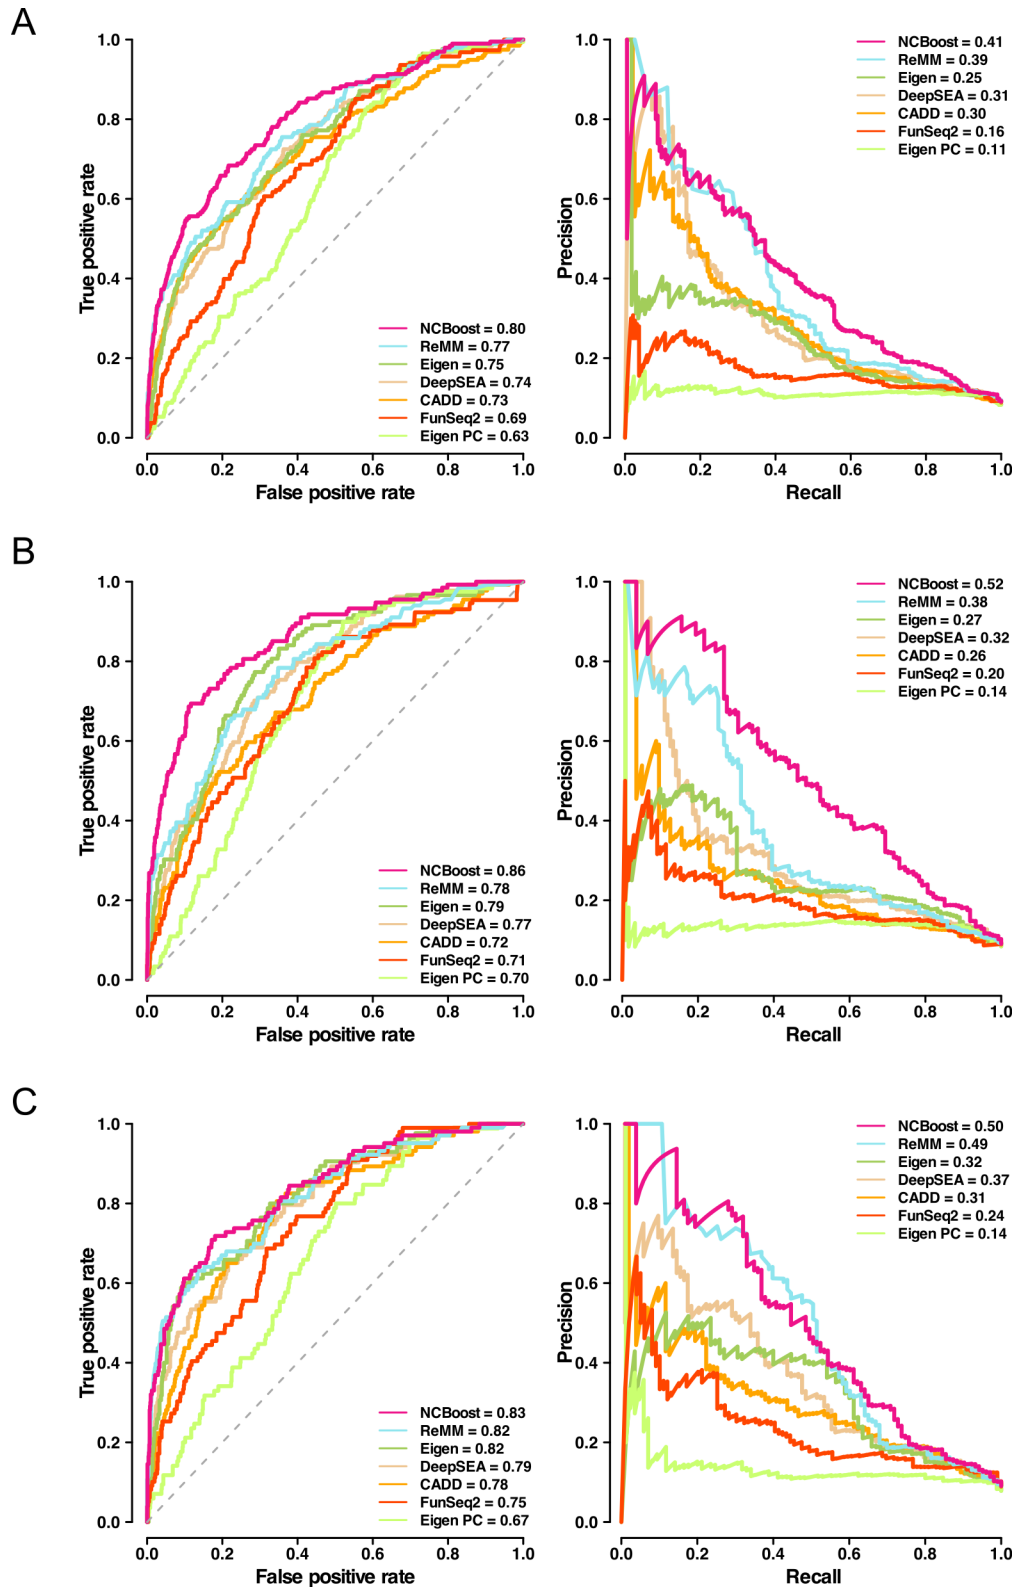 A
1.0
0.8
0.6
0.4
0.2
0.0
True positive rate
NCBoost = 0.80
ReMM = 0.77
Eigen = 0.75
DeepSEA = 0.74
CADD = 0.73
FunSeq2 = 0.69
Eigen PC = 0.63
0.0 0.2 0.4 0.6 0.8 1.0
False positive rate
1.0
0.8
0.6
0.4
0.2
0.0
Precision
NCBoost = 0.41
ReMM = 0.39
Eigen = 0.25
DeepSEA = 0.31
CADD = 0.30
FunSeq2 = 0.16
Eigen PC = 0.11
0.0 0.2 0.4 0.6 0.8 1.0
Recall
B
1.0
0.8
0.6
0.4
0.2
0.0
True positive rate
NCBoost = 0.86
ReMM = 0.78
Eigen = 0.79
DeepSEA = 0.77
CADD = 0.72
FunSeq2 = 0.71
Eigen PC = 0.70
0.0 0.2 0.4 0.6 0.8 1.0
False positive rate
1.0
0.8
0.6
0.4
0.2
0.0
Precision
NCBoost = 0.52
ReMM = 0.38
Eigen = 0.27
DeepSEA = 0.32
CADD = 0.26
FunSeq2 = 0.20
Eigen PC = 0.14
0.0 0.2 0.4 0.6 0.8 1.0
Recall
C
1.0
0.8
0.6
0.4
0.2
0.0
True positive rate
NCBoost = 0.83
ReMM = 0.82
Eigen = 0.82
DeepSEA = 0.79
CADD = 0.78
FunSeq2 = 0.75
Eigen PC = 0.67
0.0 0.2 0.4 0.6 0.8 1.0
False positive rate
1.0
0.8
0.6
0.4
0.2
0.0
Precision
NCBoost = 0.50
ReMM = 0.49
Eigen = 0.32
DeepSEA = 0.37
CADD = 0.31
FunSeq2 = 0.24
Eigen PC = 0.14
0.0 0.2 0.4 0.6 0.8 1.0
Recall